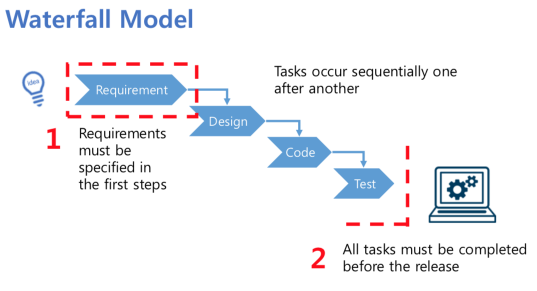 Waterfall Model
idea
Requirement
Tasks occur sequentially one
after another
Design
1
Requirements
must be
specified in
the first steps
Code
Test
2
All tasks must be completed
before the release